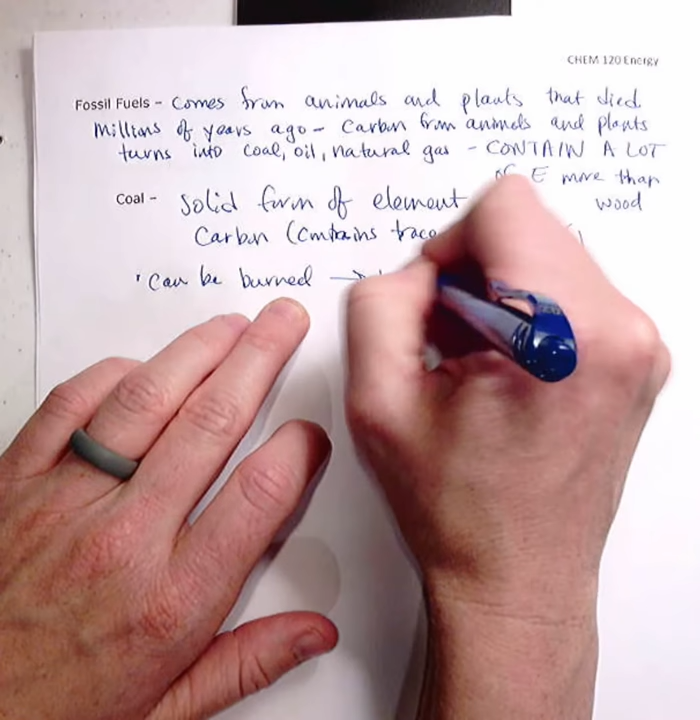 CHEM 120 Energy
Fossil Fuels – Comes from animals and plants that died
Millions of years ago – Carbon from animals and plants
turns into coal, oil, natural gas – CONTAIN A LOT
OF E more than
wood
Coal – solid form of element
Carbon (contains trace
can be burned →